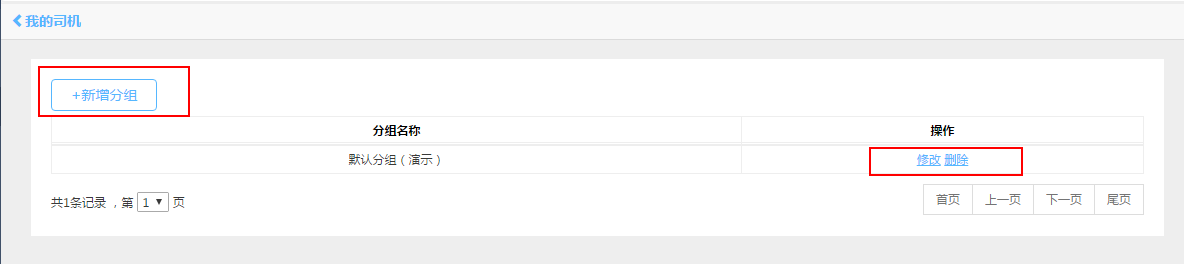 我的司机
+新增分组
分组名称 操作
默认分组（演示） 修改 删除
共1条记录 ，第 1 页 首页 上一页 下一页 尾页